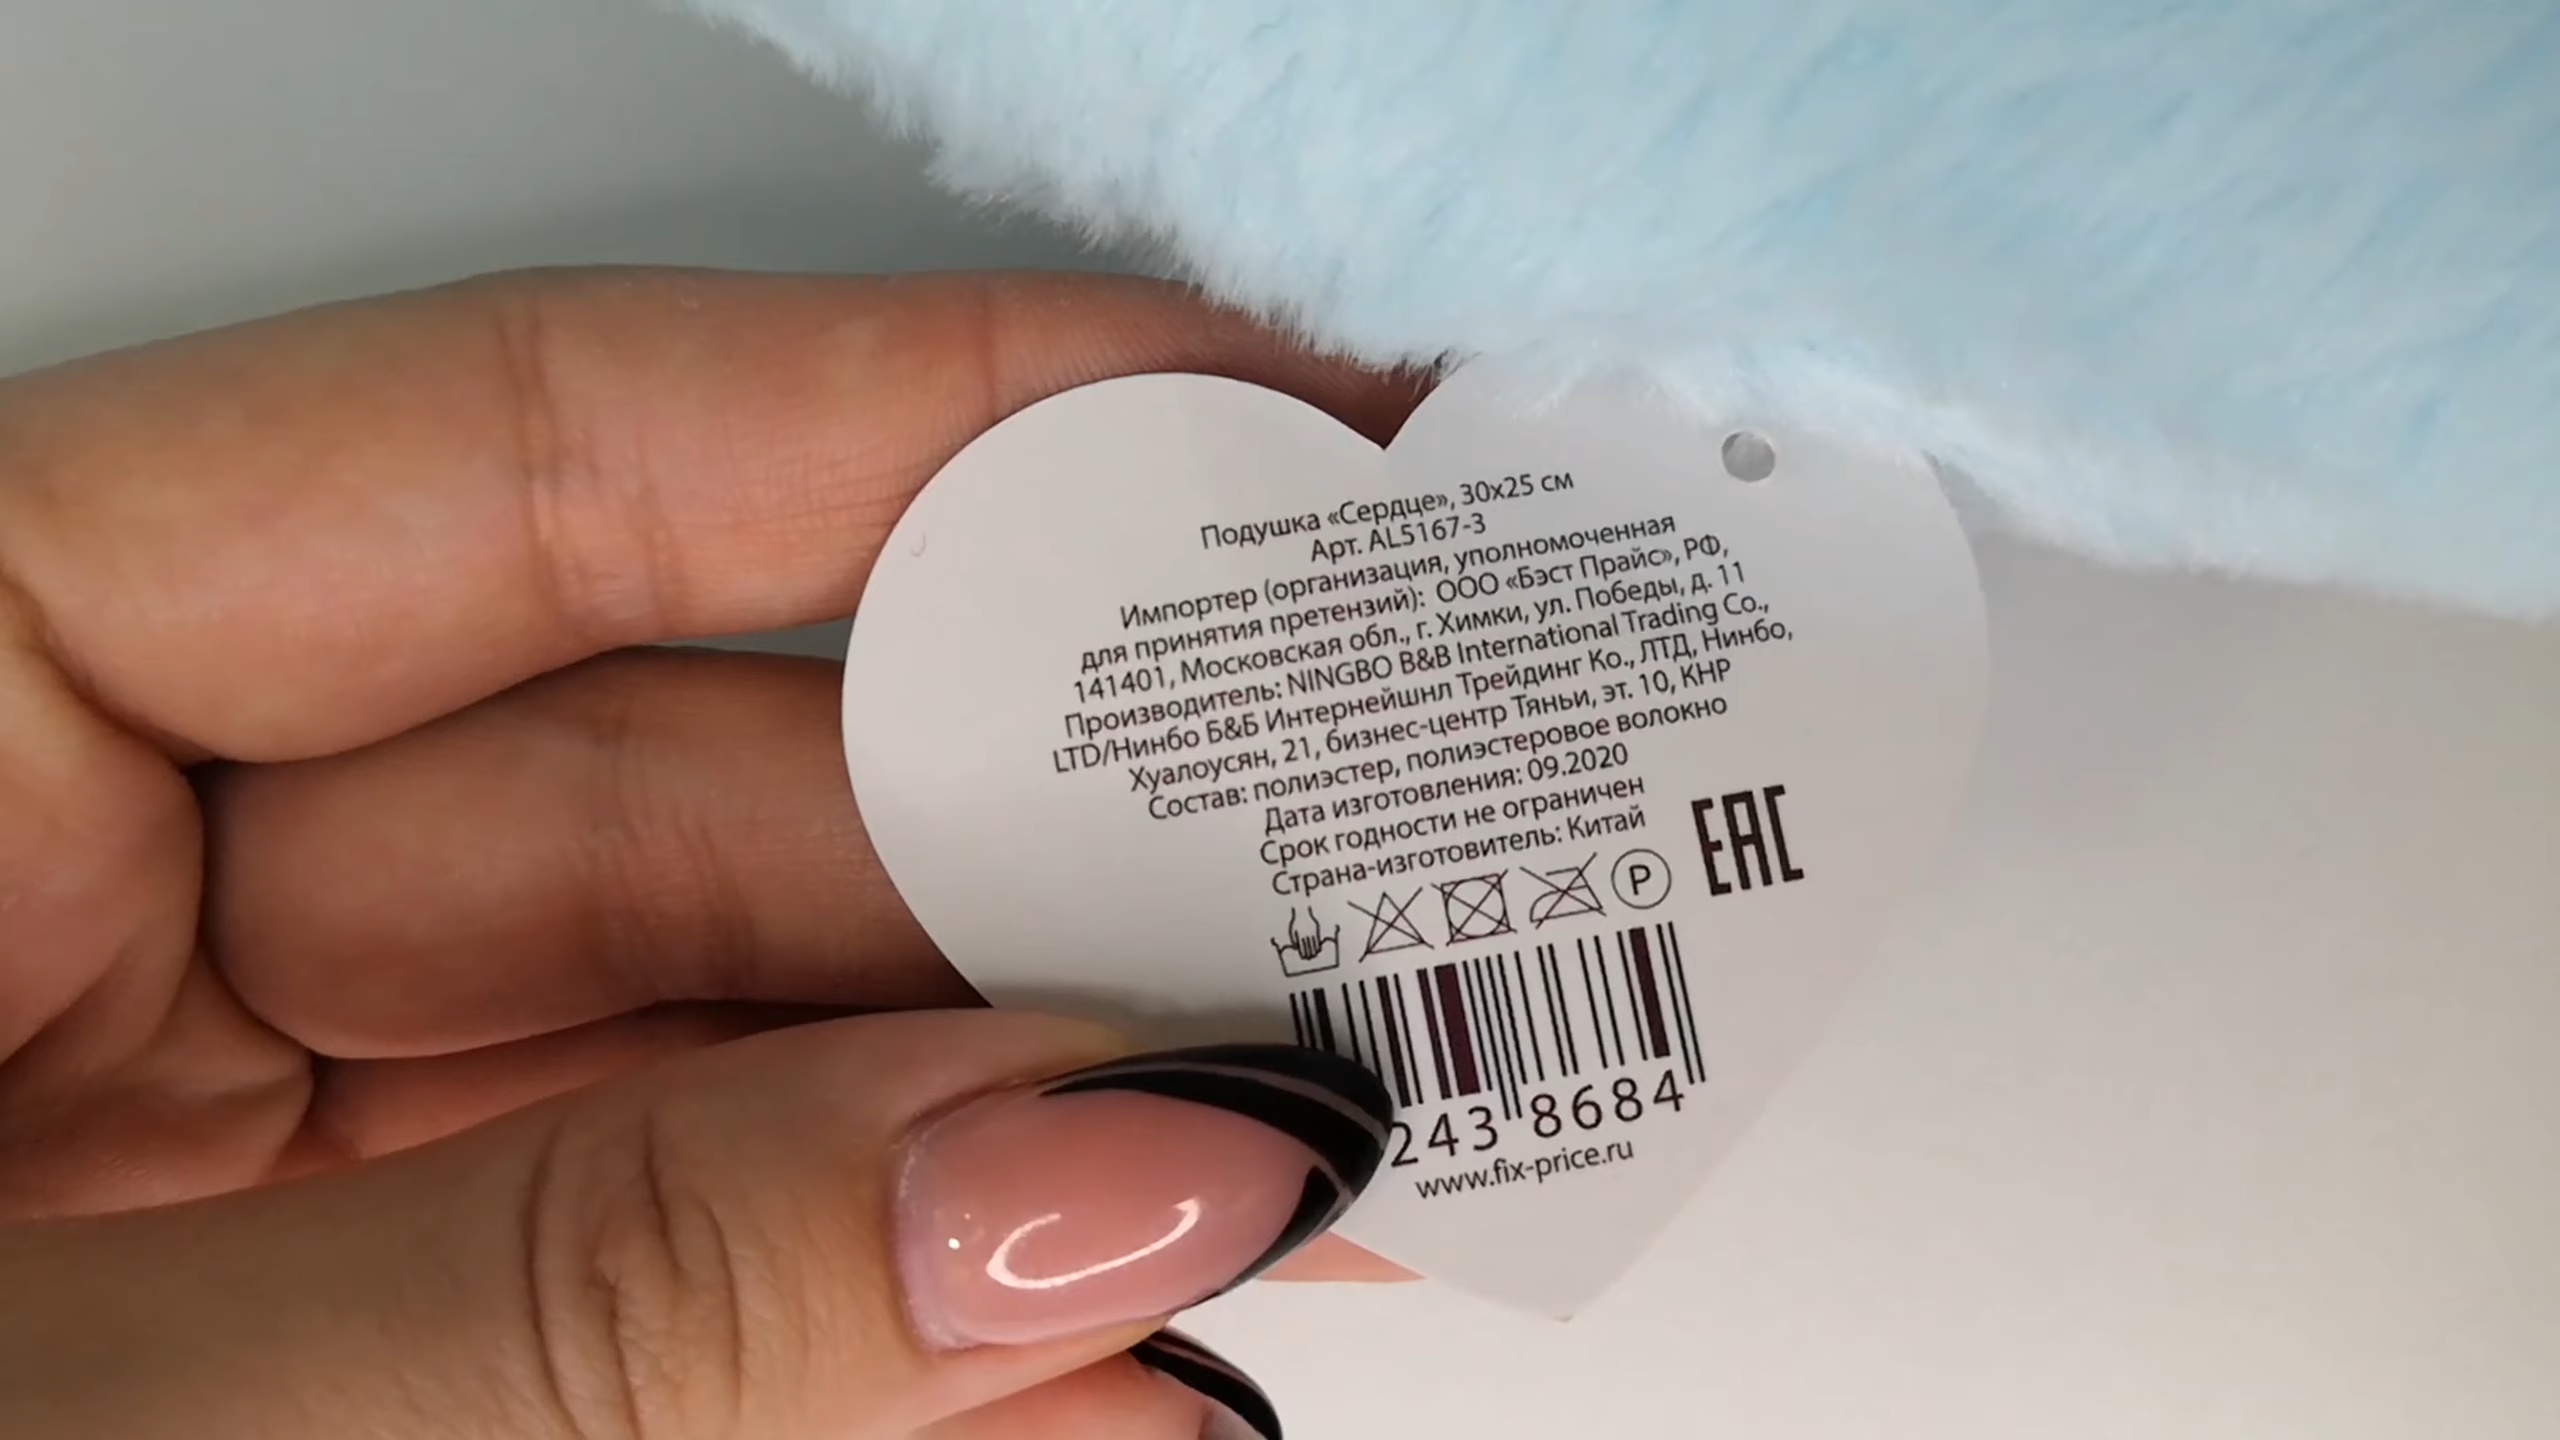 Подушка «Сердце», 30х25 см
Арт. AL5167-3
Импортер (организация, уполномоченная
для принятия претензий): ООО «Бэст Прайс», РФ,
141401, Московская обл., г. Химки, ул. Победы, д. 11
Производитель: NINGBO B&B International Trading Co.,
LTD/Нинбо Б&Б Интернейшнл Трейдинг Ко., ЛТД, Нинбо,
Хуалоусян, 21, бизнес-центр Тяньи, эт. 10, КНР
Состав: полиэстер, полиэстеровое волокно
Дата изготовления: 09.2020
Срок годности не ограничен
Страна-изготовитель: Китай
P EAC
243 8684
www.fix-price.ru